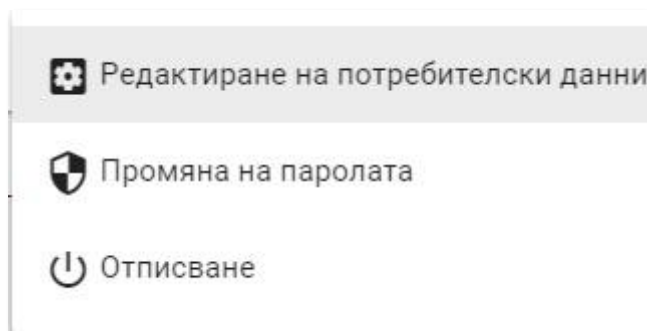 Редактиране на потребителски данни
Промяна на паролата
Отписване